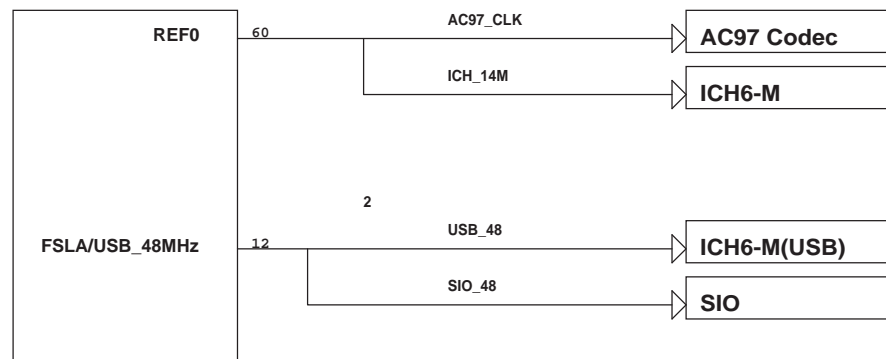 AC97_CLK
REF0 60 AC97 Codec
ICH_14M
ICH6-M
2
USB_48
FSLA/USB_48MHz 12 ICH6-M(USB)
SIO_48
SIO